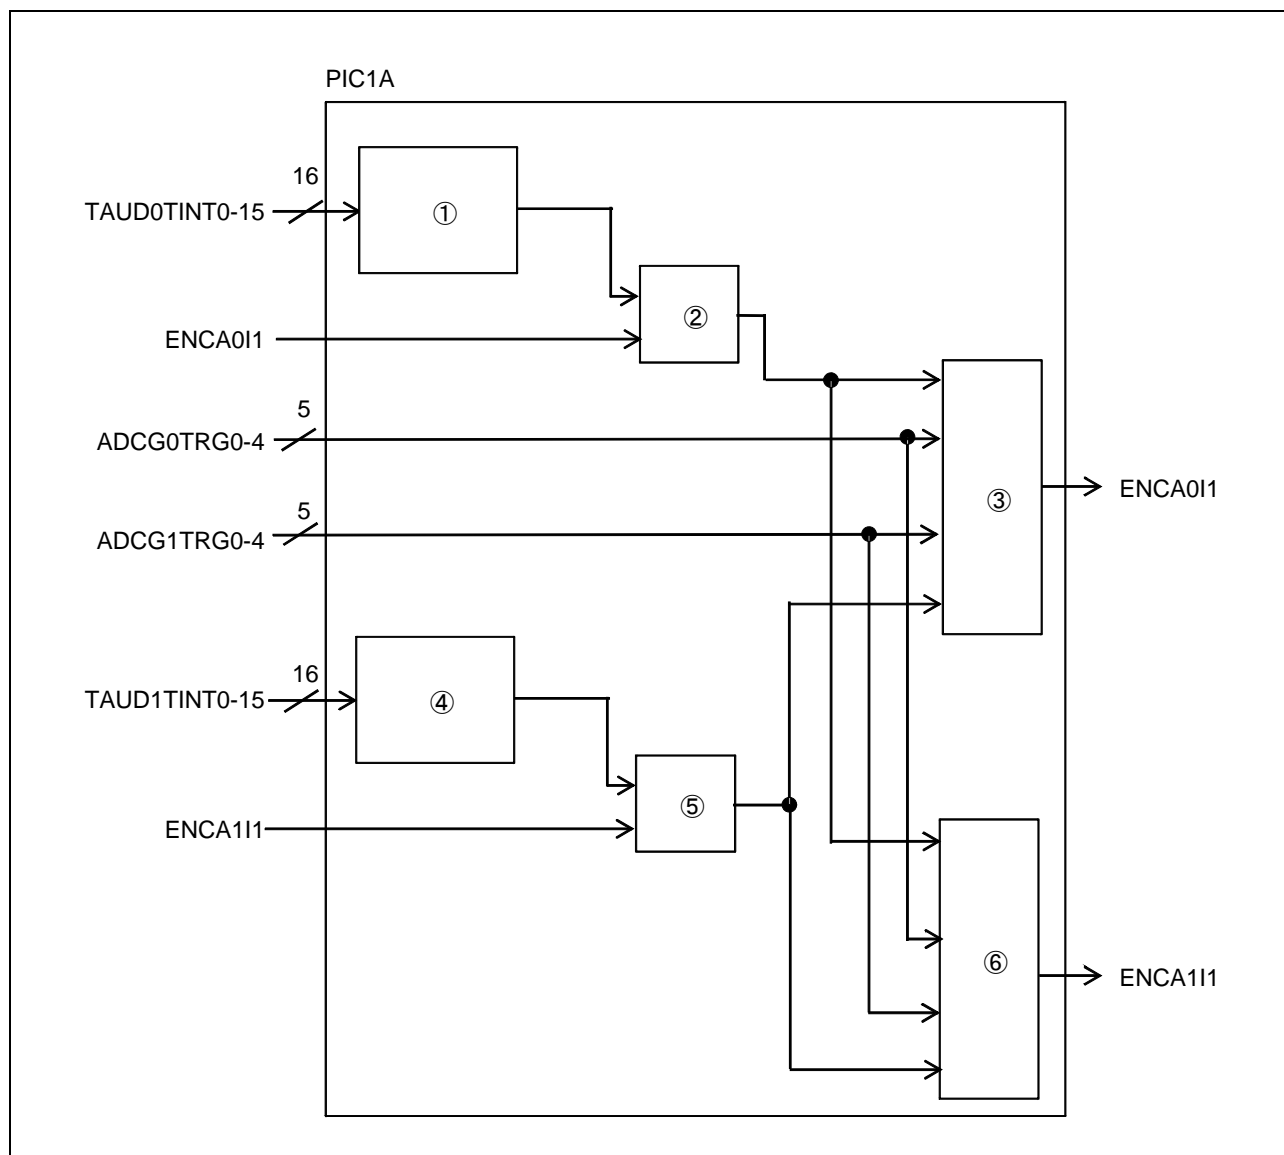 PIC1A
16
TAUD0TINT0-15
①
②
ENCA0I1
5
ADCG0TRG0-4
③
ENCA0I1
5
ADCG1TRG0-4
16
TAUD1TINT0-15
④
⑤
ENCA1I1
⑥
ENCA1I1